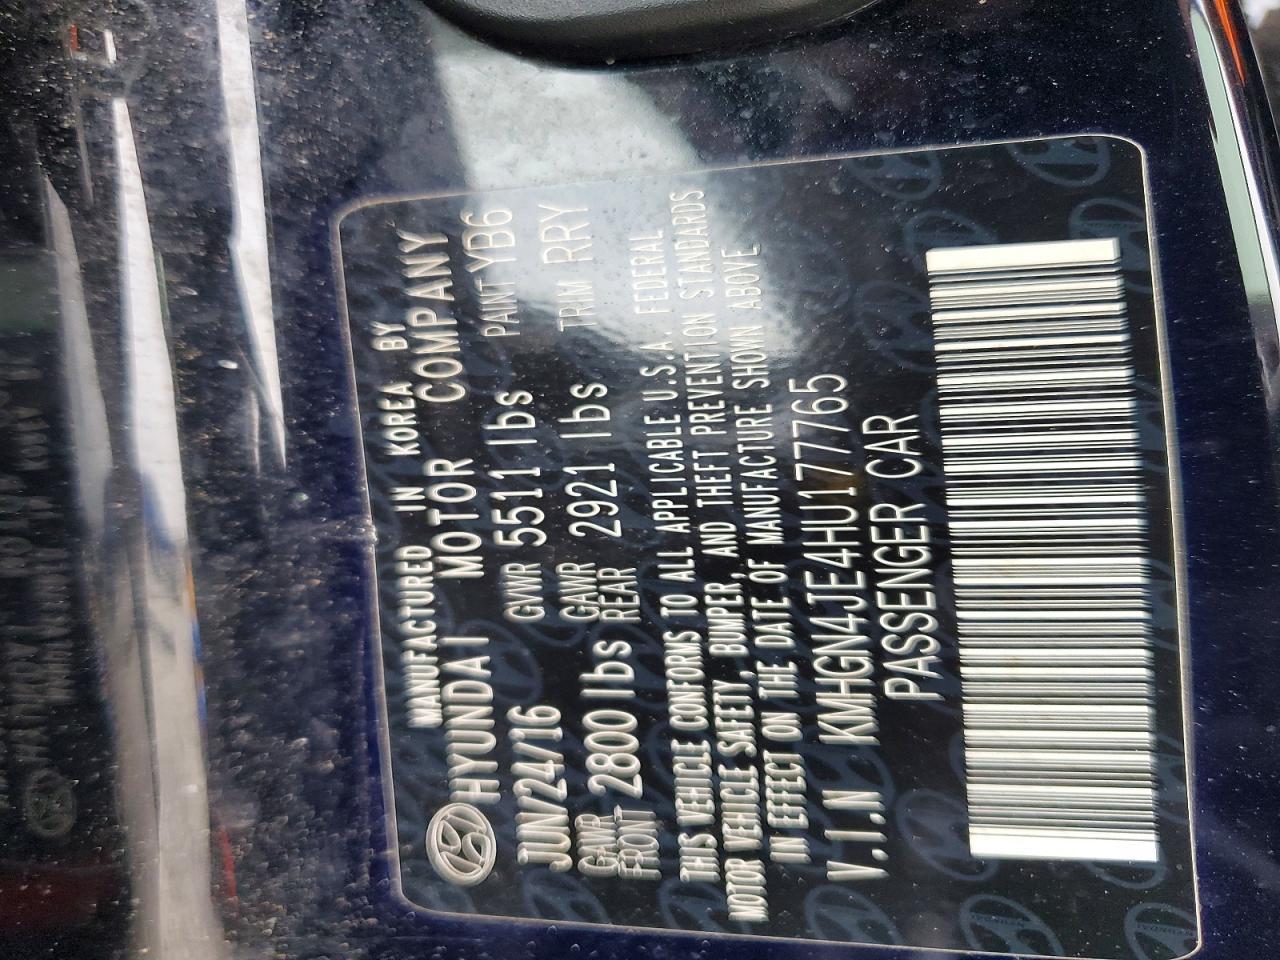 MANUFACTURED IN KOREA BY
HYUNDAI MOTOR COMPANY
JUN/24/16 GVWR 5511 lbs PAINT YB6
GAWR FRONT 2800 lbs GAWR REAR 2921 lbs TRIM RRY
THIS VEHICLE CONFORMS TO ALL APPLICABLE U.S.A. FEDERAL
MOTOR VEHICLE SAFETY, BUMPER, AND THEFT PREVENTION STANDARDS
IN EFFECT ON THE DATE OF MANUFACTURE SHOWN ABOVE
V.I.N KMHGN4JE4HU177765
PASSENGER CAR